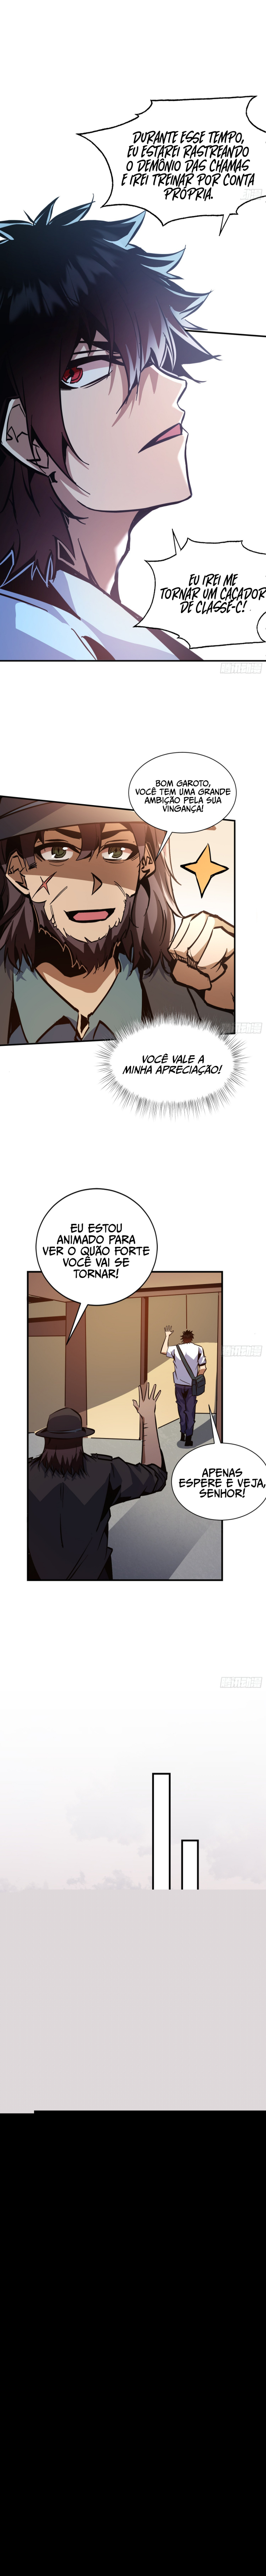 DURANTE ESSE TEMPO,
EU ESTAREI RASTREANDO
O DEMÔNIO DAS CHAMAS
E IREI TREINAR POR CONTA
PRÓPRIA.
EU IREI ME
TORNAR UM CAÇADOR
DE CLASSE-C!
BOM GAROTO,
VOCÊ TEM UMA GRANDE
AMBIÇÃO PELA SUA
VINGANÇA!
VOCÊ VALE A
MINHA APRECIAÇÃO!
EU ESTOU
ANIMADO PARA
VER O QUÃO FORTE
VOCÊ VAI SE
TORNAR!
APENAS
ESPERE E VEJA,
SENHOR!